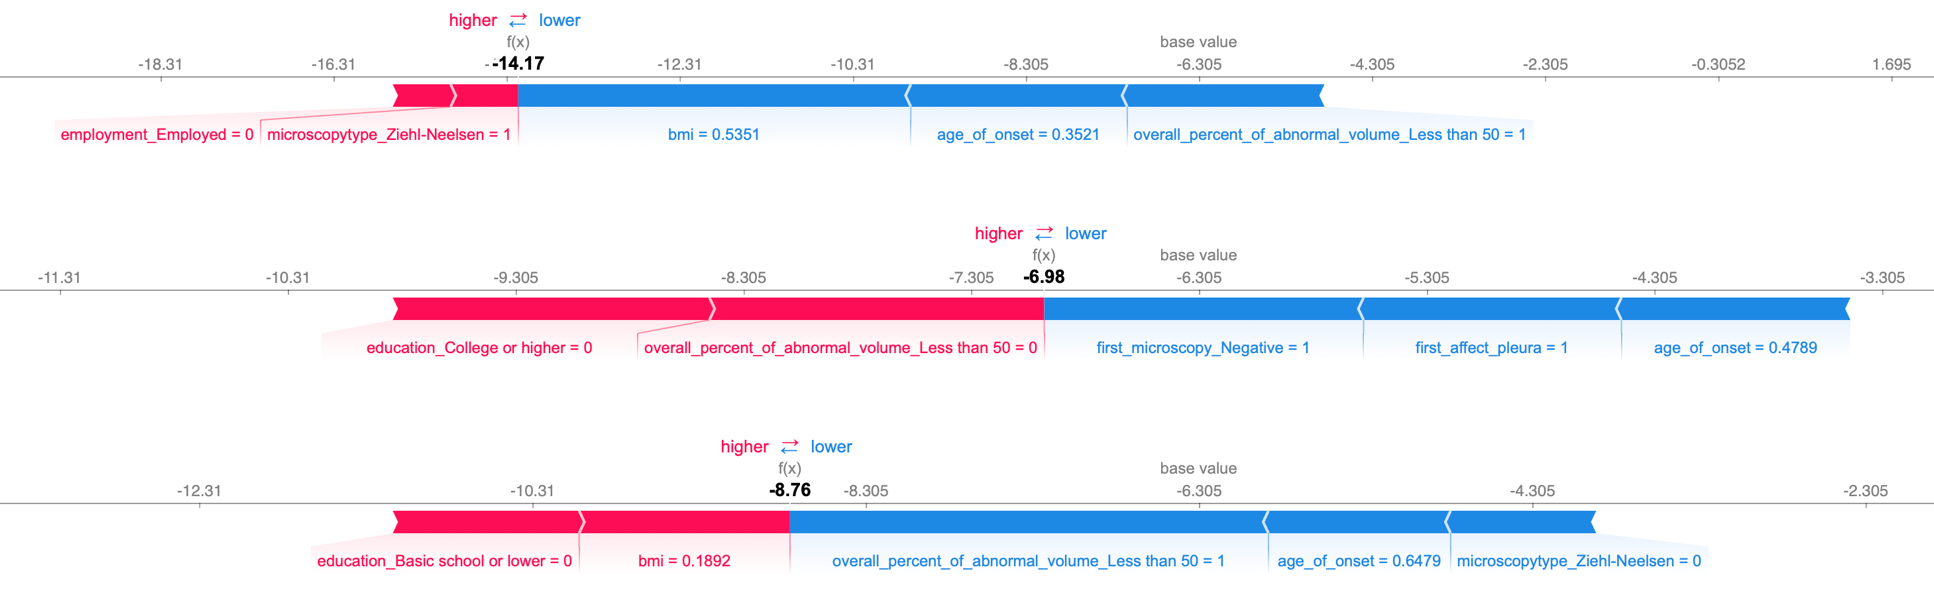 higher ⇄ lower
f(x) base value
-18.31 -16.31 -14.17 -12.31 -10.31 -8.305 -6.305 -4.305 -2.305 -0.3052 1.695
employment_Employed = 0 microscopytype_Ziehl-Neelsen = 1 bmi = 0.5351 age_of_onset = 0.3521 overall_percent_of_abnormal_volume_Less than 50 = 1
higher ⇄ lower
f(x) base value
-11.31 -10.31 -9.305 -8.305 -7.305 -6.98 -6.305 -5.305 -4.305 -3.305
education_College or higher = 0 overall_percent_of_abnormal_volume_Less than 50 = 0 first_microscopy_Negative = 1 first_affect_pleura = 1 age_of_onset = 0.4789
higher ⇄ lower
f(x) base value
-12.31 -10.31 -8.76 -8.305 -6.305 -4.305 -2.305
education_Basic school or lower = 0 bmi = 0.1892 overall_percent_of_abnormal_volume_Less than 50 = 1 age_of_onset = 0.6479 microscopytype_Ziehl-Neelsen = 0